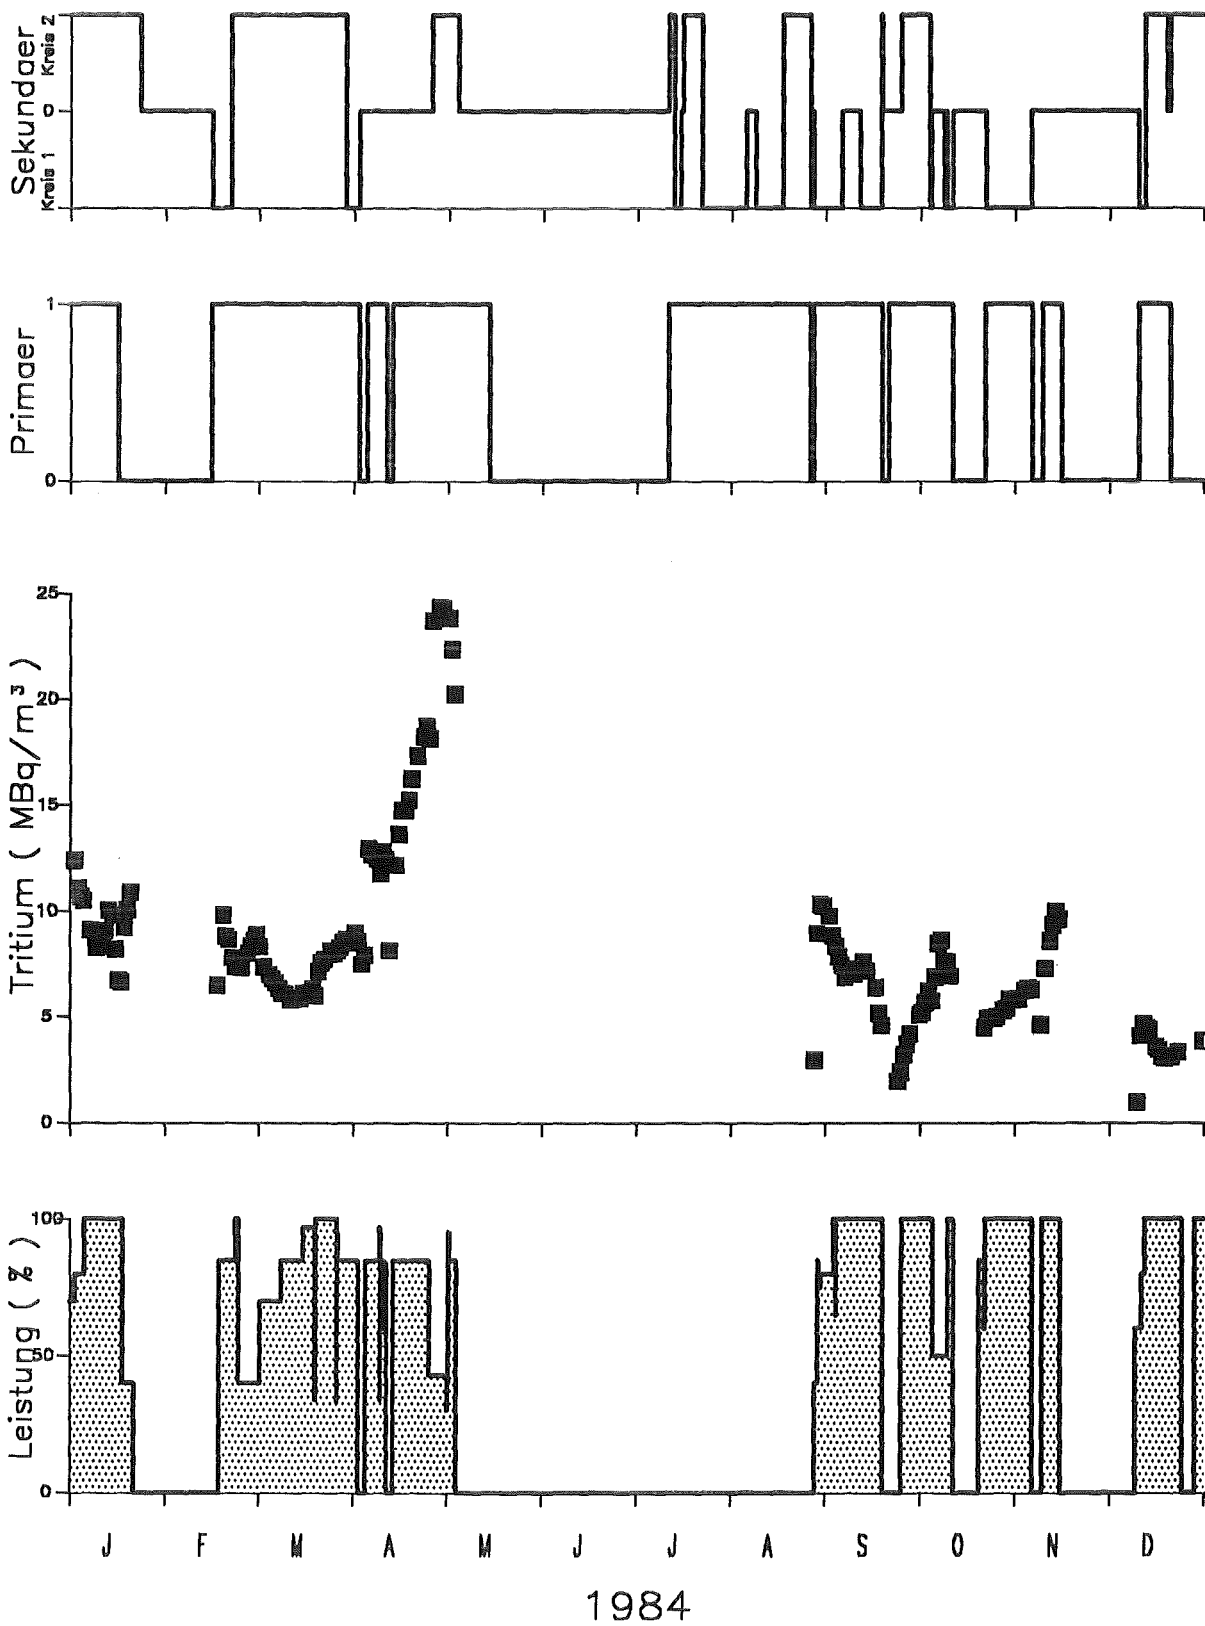 Sekundaer
Kreis 2
0
Kreis 1
Primaer
1
0
Tritium ( MBq/m³ )
25
20
15
10
5
0
Leistung ( % )
100
50
0
J F M A M J J A S O N D
1984